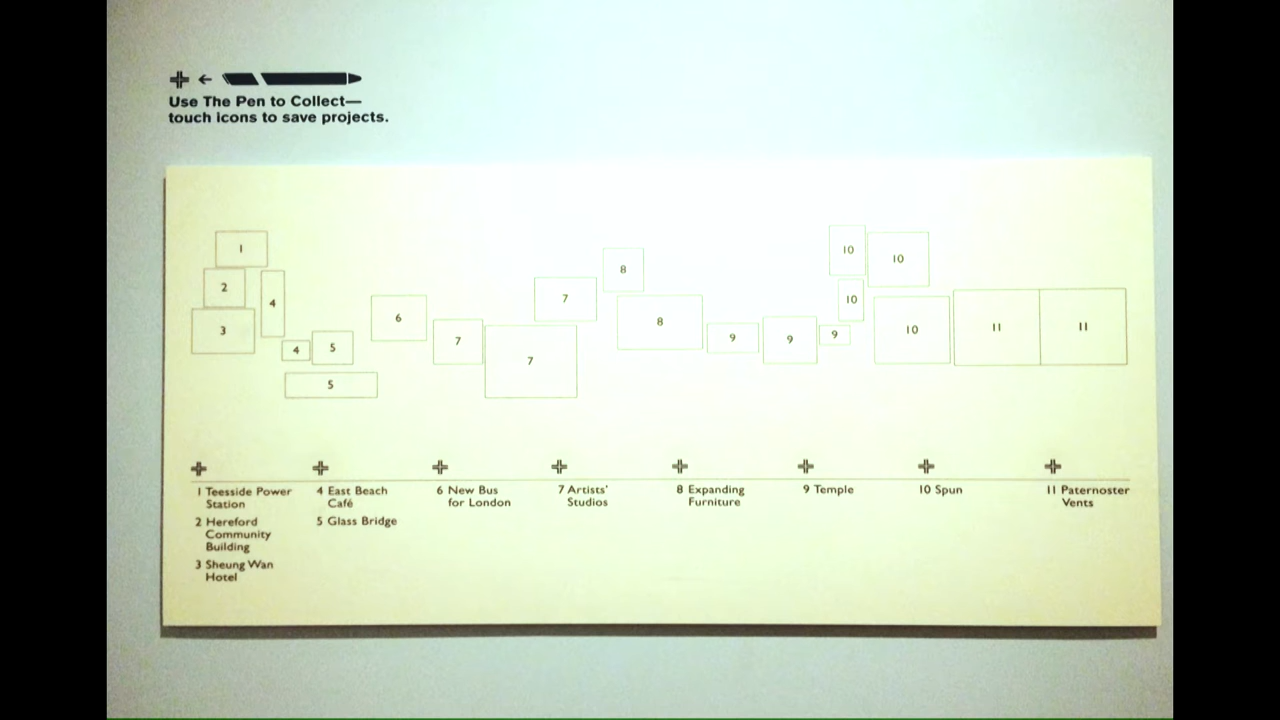 Use The Pen to Collect—
touch icons to save projects.
1
2
3
4
4
5
5
6
7
7
7
8
8
9
9
9
10
10
10
10
11
11
1 Teesside Power
Station
2 Hereford
Community
Building
3 Sheung Wan
Hotel
4 East Beach
Café
5 Glass Bridge
6 New Bus
for London
7 Artists'
Studios
8 Expanding
Furniture
9 Temple
10 Spun
11 Paternoster
Vents